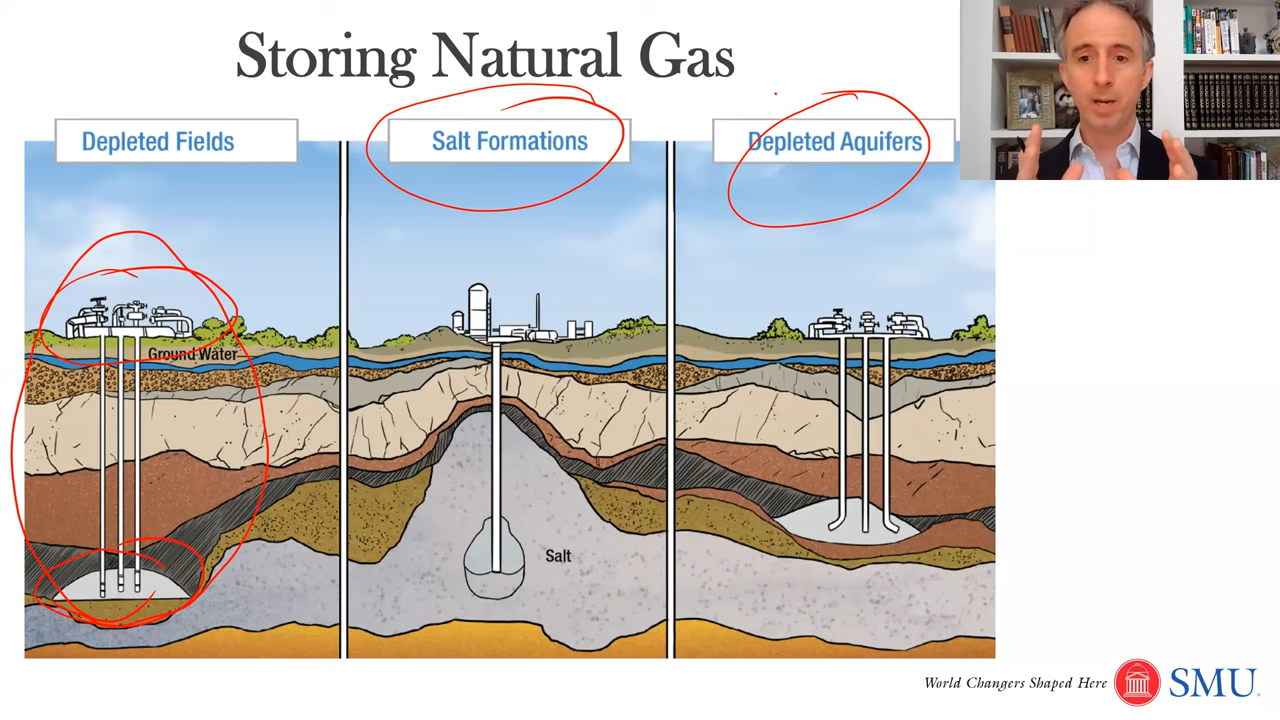 Storing Natural Gas
Depleted Fields
Salt Formations
Depleted Aquifers
Ground Water
Salt
World Changers Shaped Here
SMU